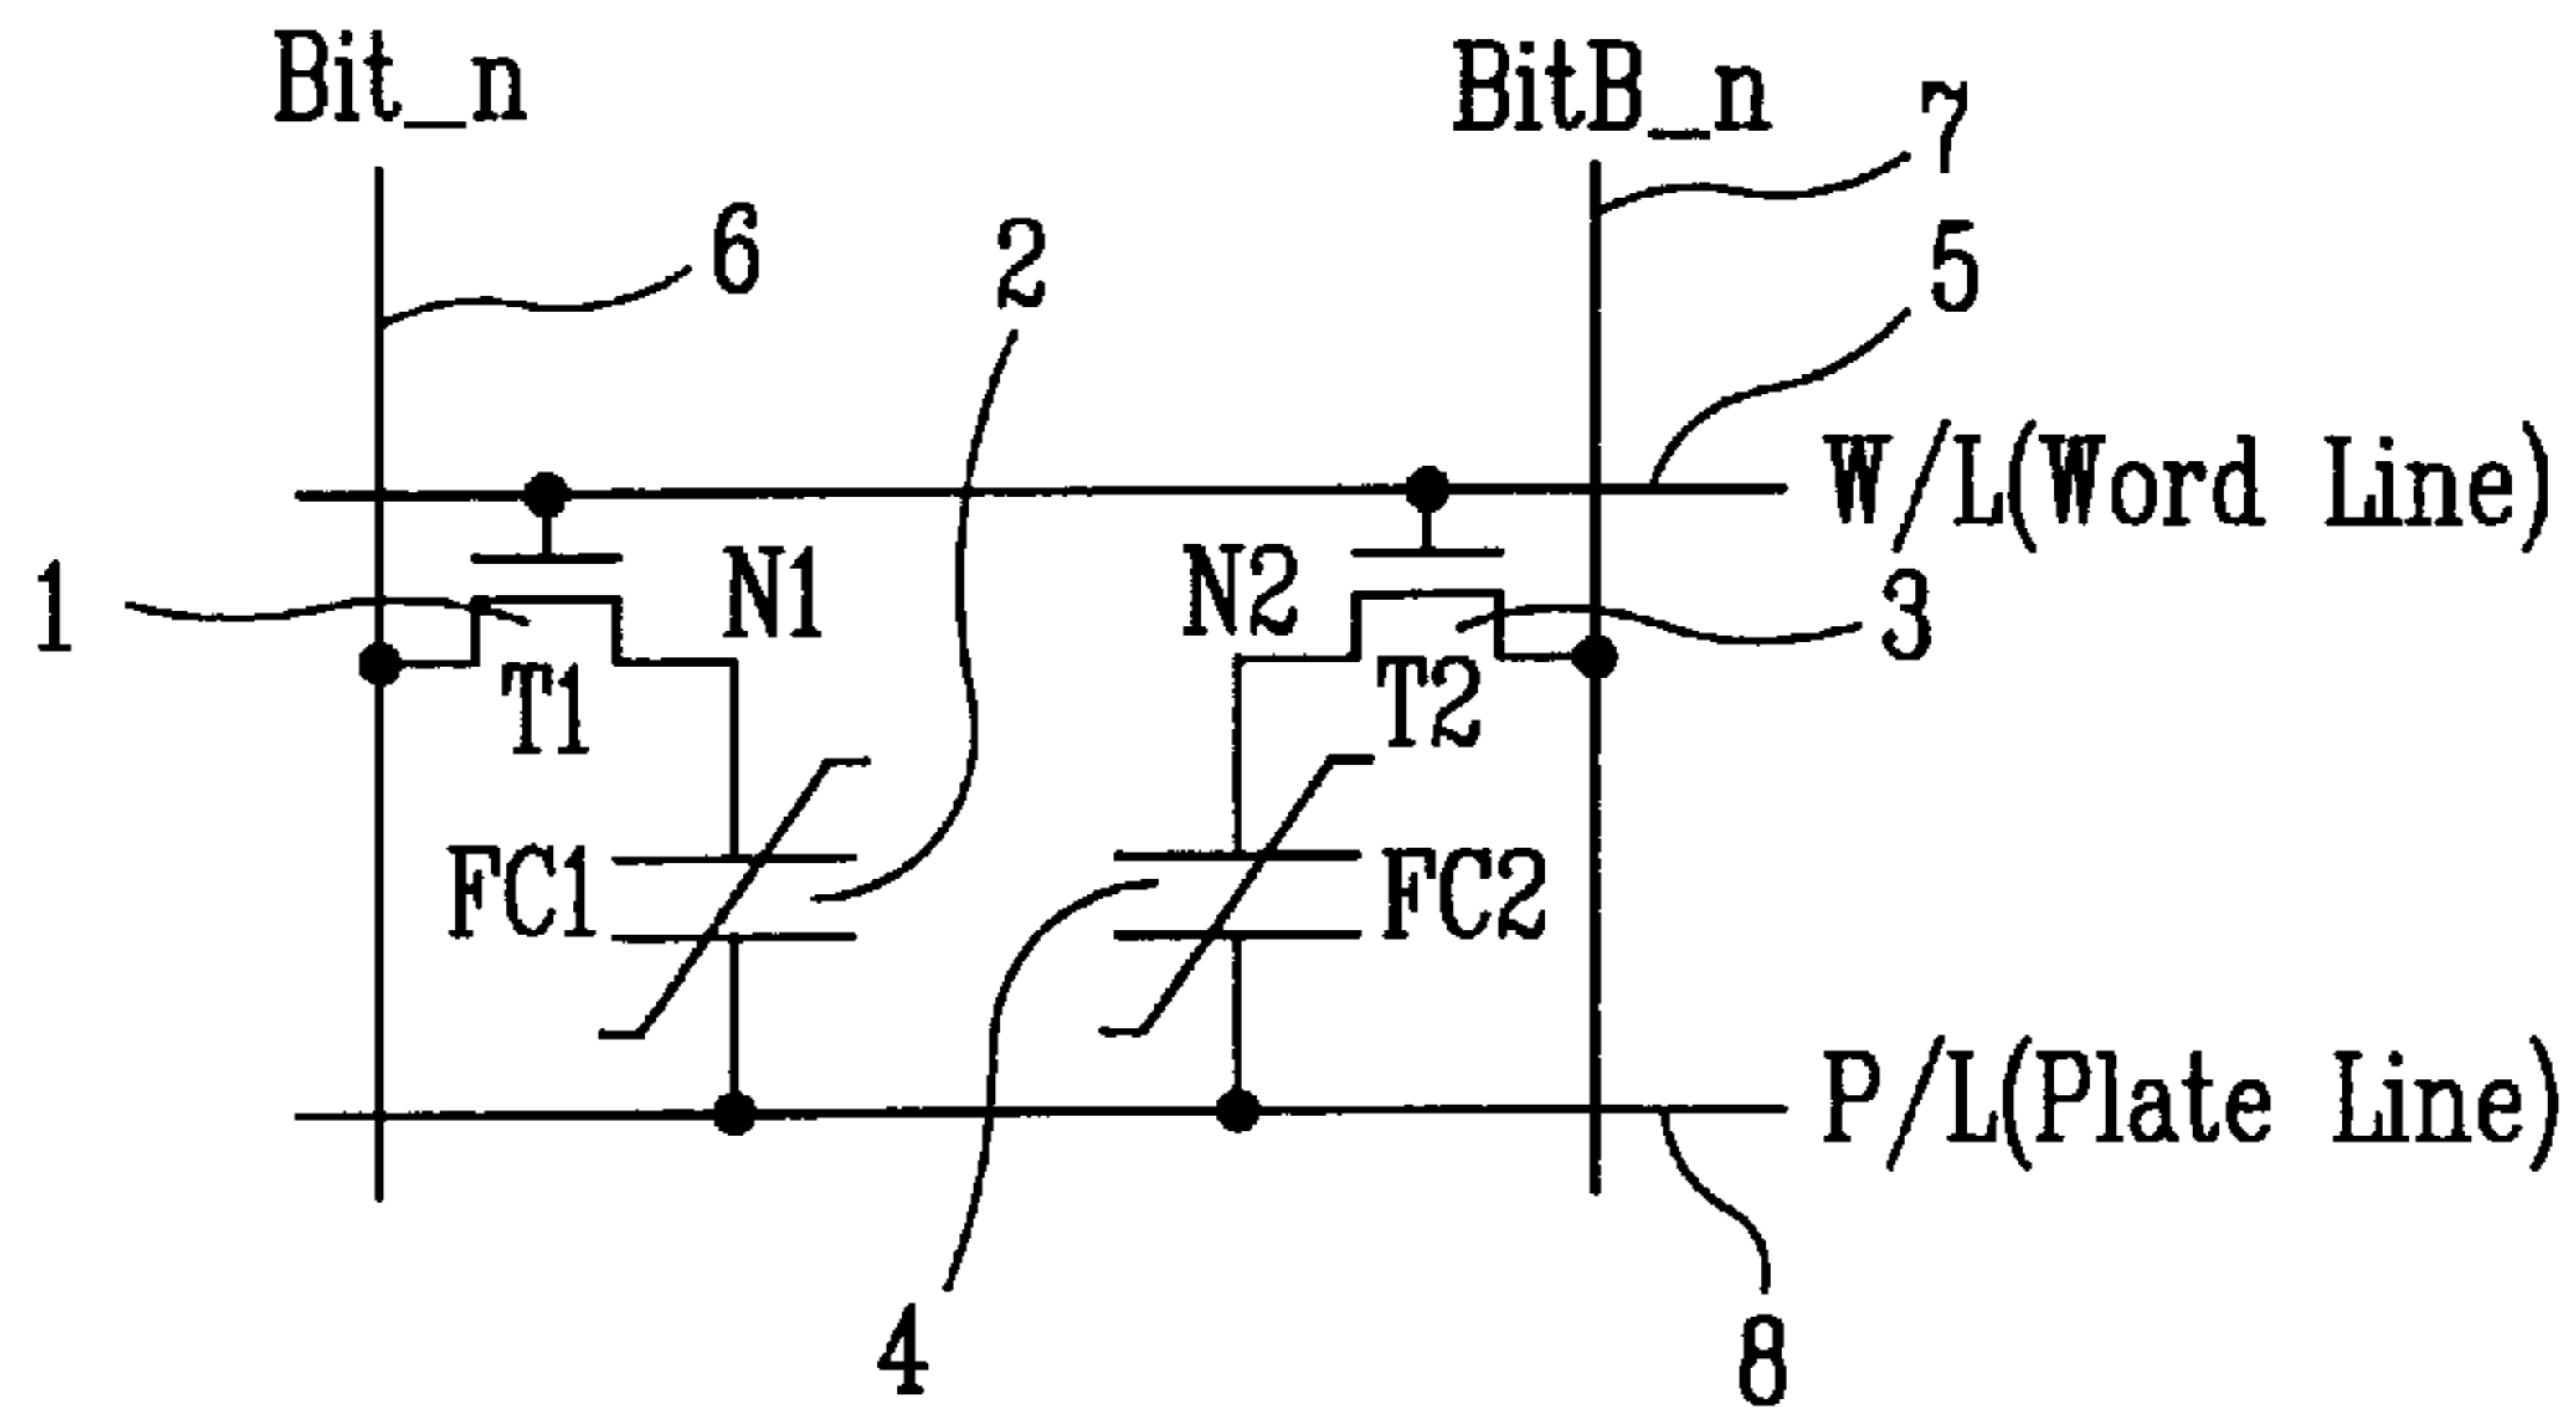 Bit_n
BitB_n
7
6
2
5
W/L(Word Line)
1
N1
N2
3
T1
T2
FC1
FC2
P/L(Plate Line)
4
8